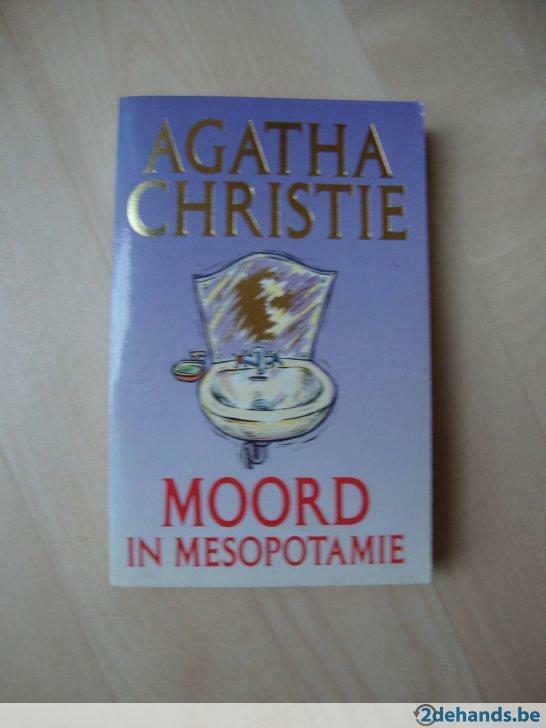 AGATHA
CHRISTIE
MOORD
IN MESOPOTAMIE
2dehands.be